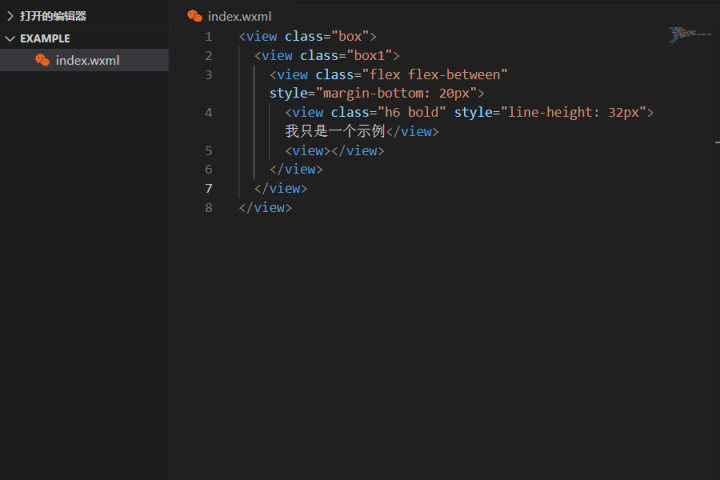 打开的编辑器
EXAMPLE
index.wxml
index.wxml
1 <view class="box">
2 <view class="box1">
3 <view class="flex flex-between"
style="margin-bottom: 20px">
4 <view class="h6 bold" style="line-height: 32px">
我只是一个示例</view>
5 <view></view>
6 </view>
7 </view>
8 </view>